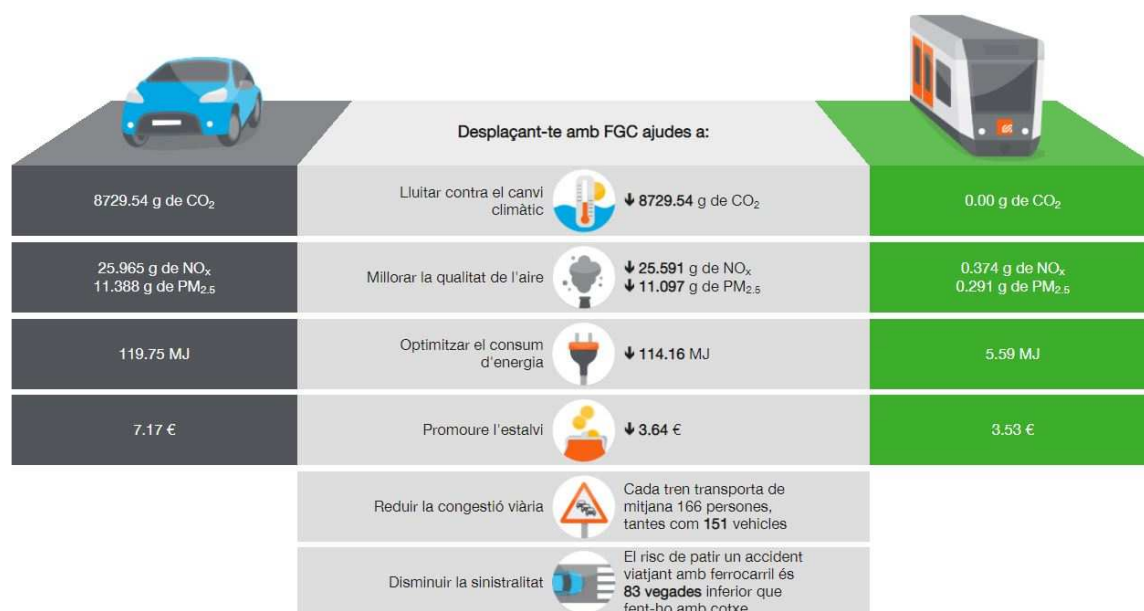 Desplaçant-te amb FGC ajudes a:
8729.54 g de CO₂
Lluitar contra el canvi
climàtic
↓ 8729.54 g de CO₂
0.00 g de CO₂
25.965 g de NOₓ
11.388 g de PM₂.₅
Millorar la qualitat de l'aire
↓ 25.591 g de NOₓ
↓ 11.097 g de PM₂.₅
0.374 g de NOₓ
0.291 g de PM₂.₅
119.75 MJ
Optimitzar el consum
d'energia
↓ 114.16 MJ
5.59 MJ
7.17 €
Promoure l'estalvi
↓ 3.64 €
3.53 €
Reduir la congestió viària
Cada tren transporta de
mitjana 166 persones,
tantes com 151 vehicles
Disminuir la sinistralitat
El risc de patir un accident
viatjant amb ferrocarril és
83 vegades inferior que
fent-ho amb cotxe